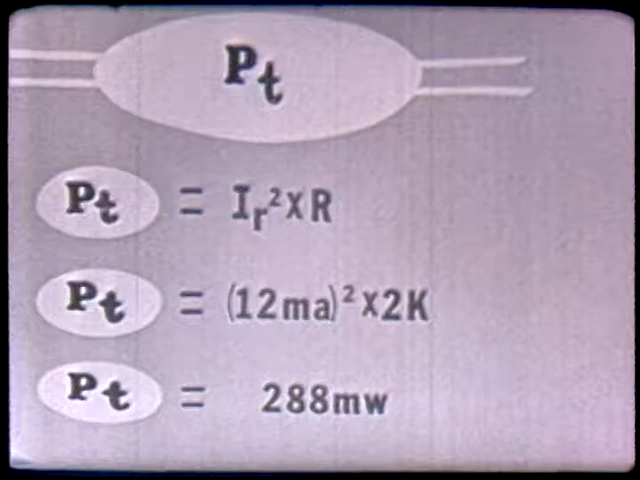 Pt
Pt = Ir²XR
Pt = (12ma)²X2K
Pt = 288mw